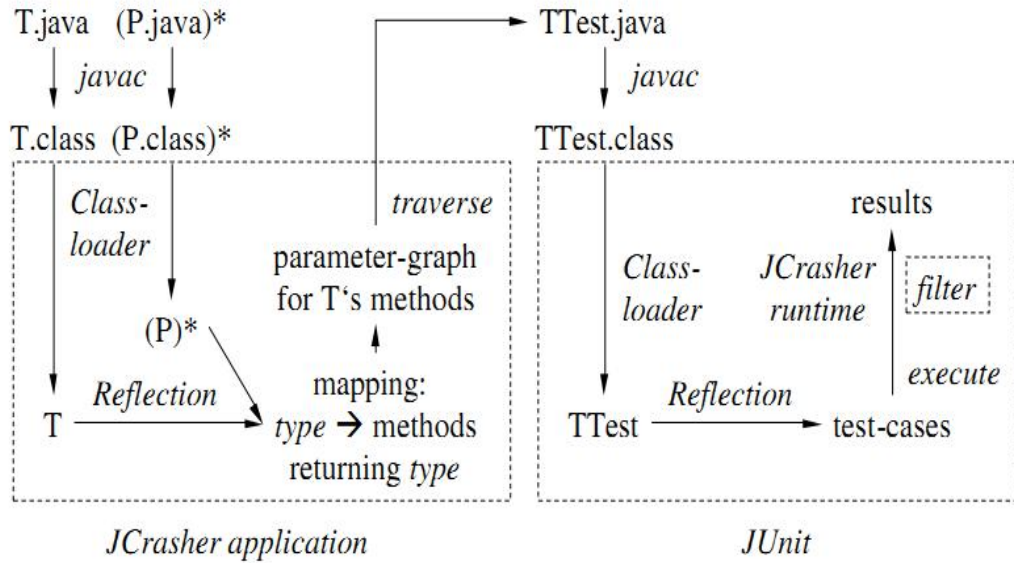 T.java (P.java)*
javac
T.class (P.class)*
Class-
loader
(P)*
Reflection
T
mapping:
type → methods
returning type
parameter-graph
for T‘s methods
traverse
JCrasher application
TTest.java
javac
TTest.class
Class-
loader
TTest
Reflection
test-cases
execute
JCrasher
runtime
filter
results
JUnit